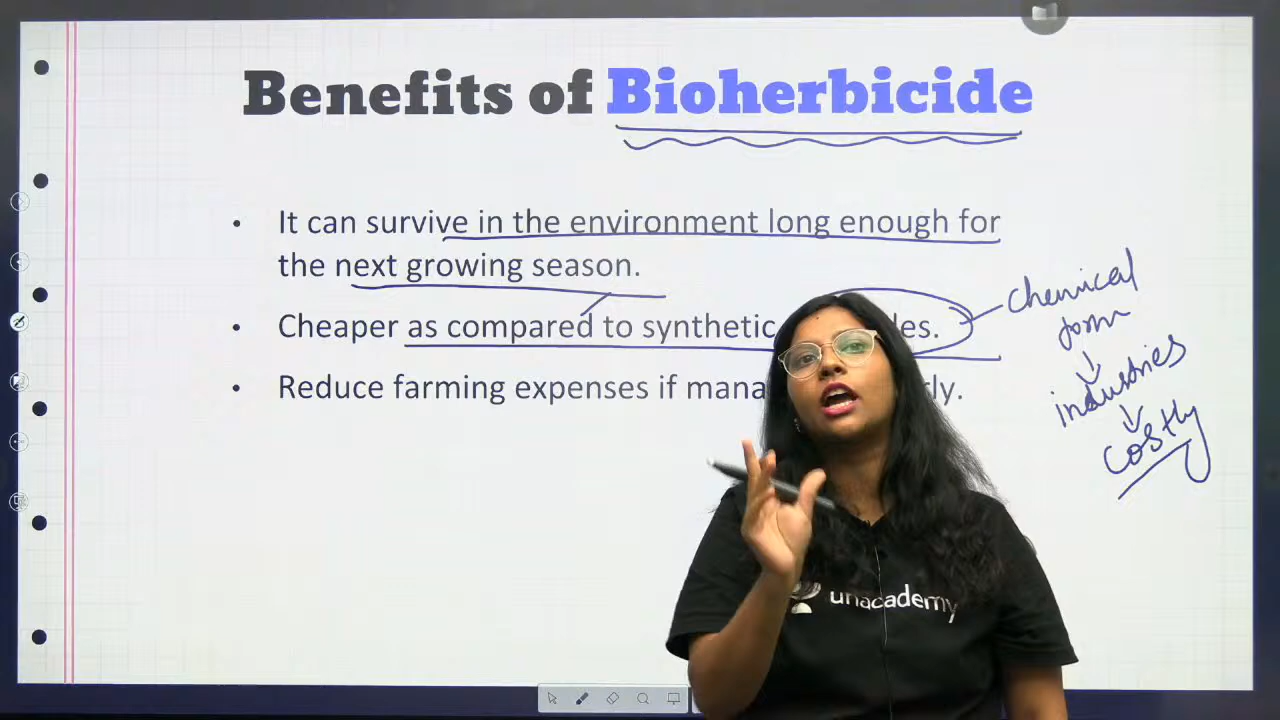 Benefits of Bioherbicide
• It can survive in the environment long enough for
the next growing season.
• Cheaper as compared to synthetic
• Reduce farming expenses if
chemical
form
industries
costly
unacademy